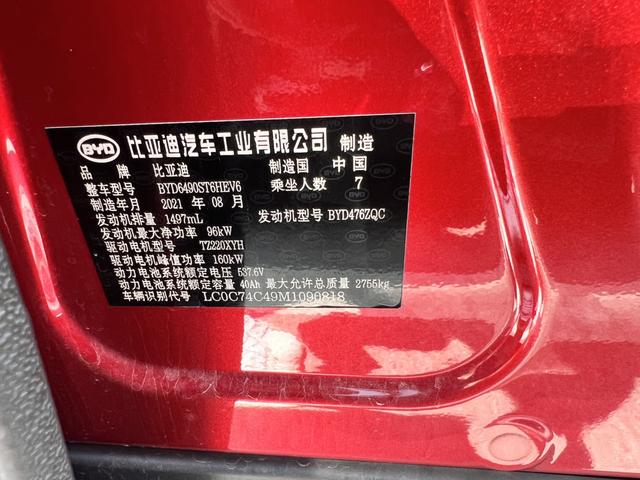 BYD 比亚迪汽车工业有限公司 制造
品牌 比亚迪 制造国 中国
整车型号 BYD6490ST6HEV6 乘坐人数 7
制造年月 2021 年 08 月
发动机排量 1497mL 发动机型号 BYD476ZQC
发动机最大净功率 96kW
驱动电机型号 TZ220XYH
驱动电机峰值功率 160kW
动力电池系统额定电压 537.6V
动力电池系统额定容量 40Ah 最大允许总质量 2755kg
车辆识别代号 LC0C74C49M1090818